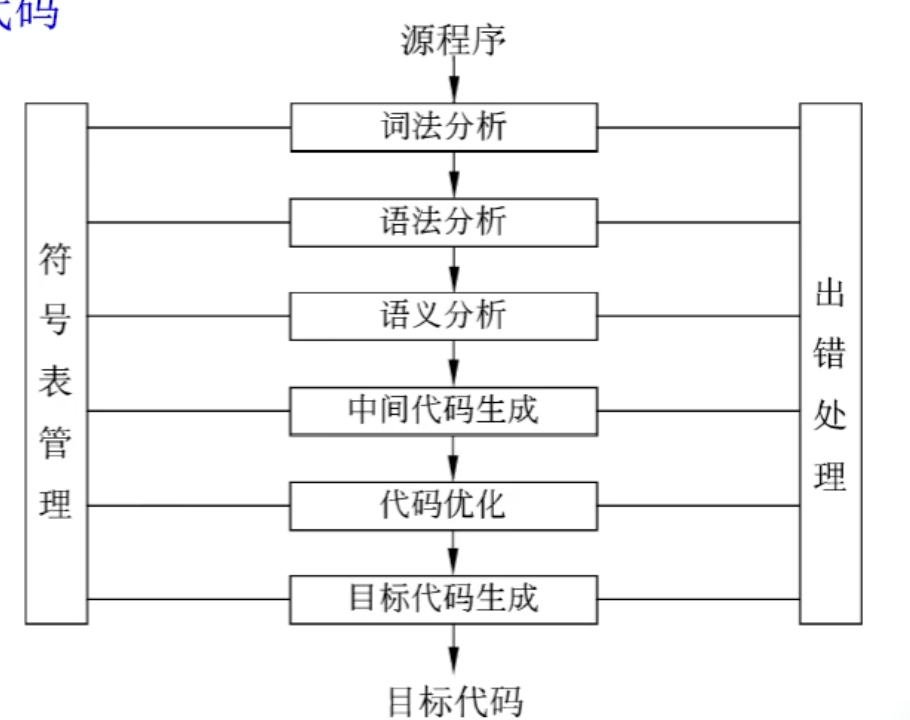 代码
源程序
词法分析
语法分析
语义分析
中间代码生成
代码优化
目标代码生成
目标代码
符号表管理
出错处理